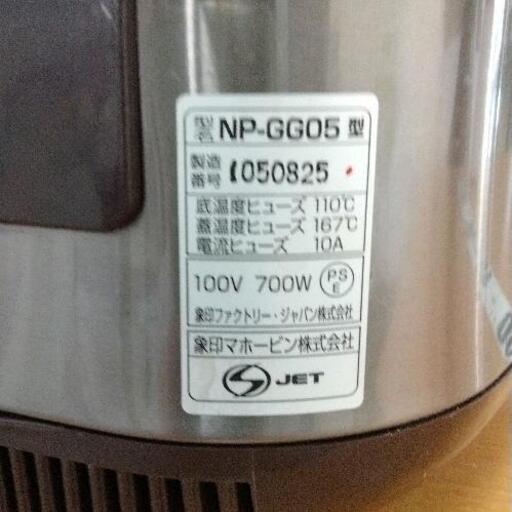 型名 NP-GG05 型
製造番号 1050825
底温度ヒューズ 110℃
蓋温度ヒューズ 167℃
電流ヒューズ 10A
100V 700W PSE
象印ファクトリー・ジャパン株式会社
象印マホービン株式会社
JET